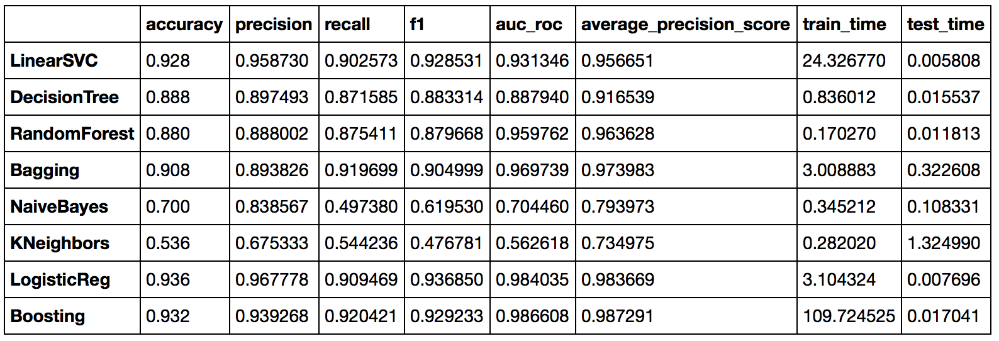 accuracy precision recall f1 auc_roc average_precision_score train_time test_time
LinearSVC 0.928 0.958730 0.902573 0.928531 0.931346 0.956651 24.326770 0.005808
DecisionTree 0.888 0.897493 0.871585 0.883314 0.887940 0.916539 0.836012 0.015537
RandomForest 0.880 0.888002 0.875411 0.879668 0.959762 0.963628 0.170270 0.011813
Bagging 0.908 0.893826 0.919699 0.904999 0.969739 0.973983 3.008883 0.322608
NaiveBayes 0.700 0.838567 0.497380 0.619530 0.704460 0.793973 0.345212 0.108331
KNeighbors 0.536 0.675333 0.544236 0.476781 0.562618 0.734975 0.282020 1.324990
LogisticReg 0.936 0.967778 0.909469 0.936850 0.984035 0.983669 3.104324 0.007696
Boosting 0.932 0.939268 0.920421 0.929233 0.986608 0.987291 109.724525 0.017041